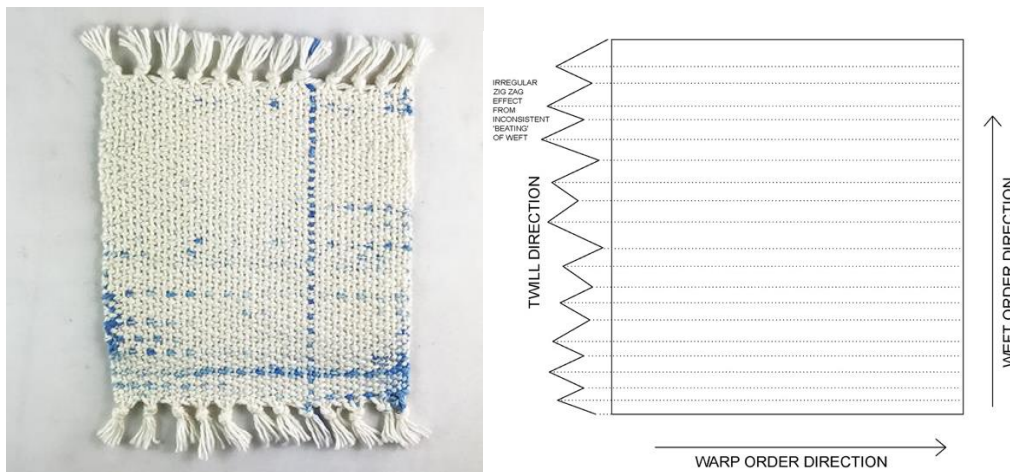 IRREGULAR
ZIG ZAG
EFFECT
FROM
INCONSISTENT
'BEATING'
OF WEFT
TWILL DIRECTION
WEFT ORDER DIRECTION
WARP ORDER DIRECTION